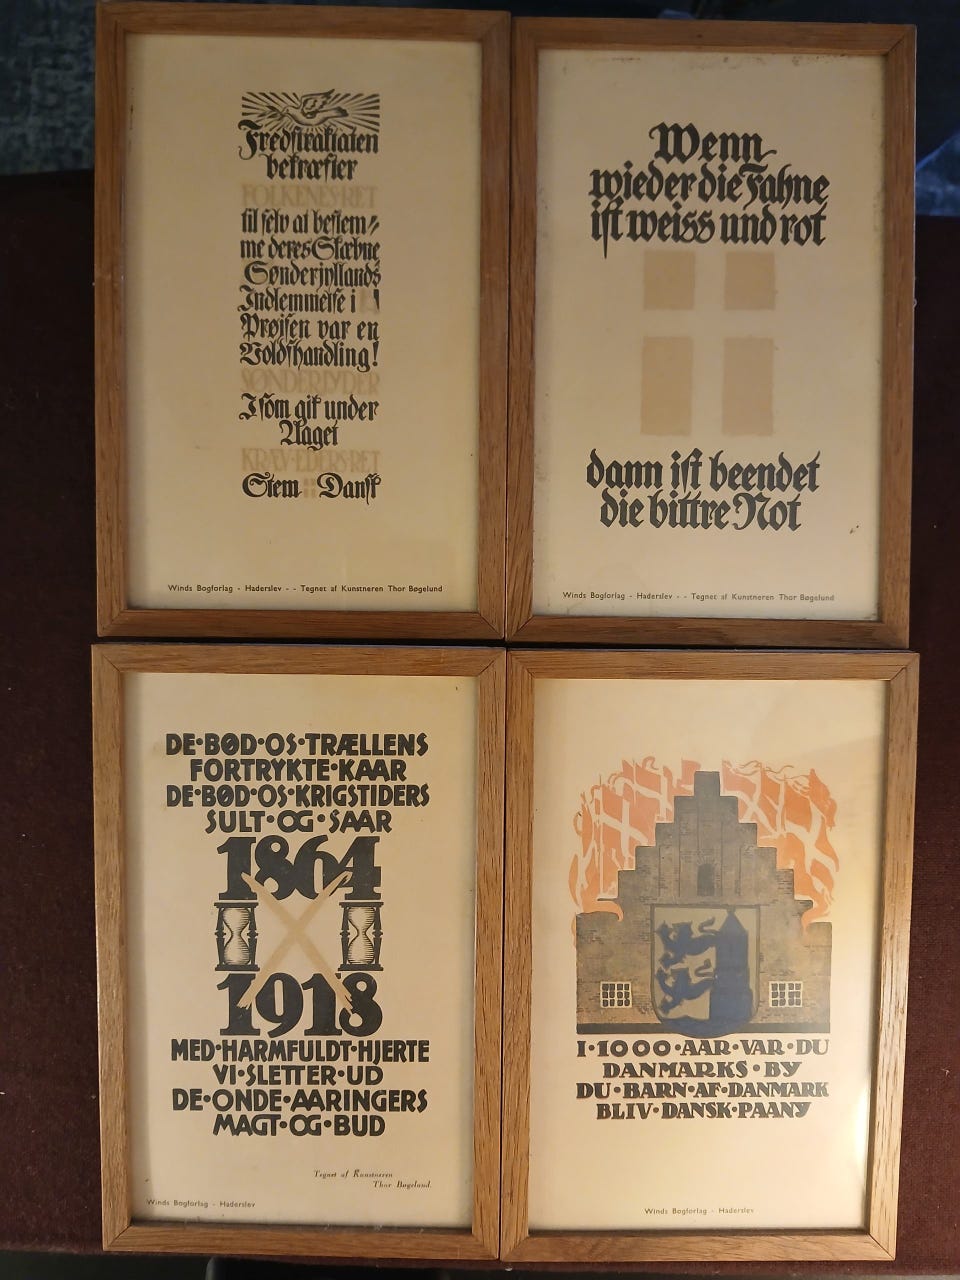 Fredstraktaten
bekræfter
FOLKENES·RET
til selv at bestem⸗
me deres Skæbne
Sønderjyllands
Indlemmelse i
Prøjsen var en
Voldshandling!
SØNDERJYDER
I som gik under
Aaget
KRÆV·EDERS·RET
Stem Dansk
Winds Bogforlag - Haderslev - - Tegnet af Kunstneren Thor Bøgelund
Wenn
wieder die Fahne
ist weiss und rot
dann ist beendet
die bittre Not
Winds Bogforlag - Haderslev - - Tegnet af Kunstneren Thor Bøgelund
DE·BØD·OS·TRÆLLENS
FORTRYKTE·KAAR
DE·BØD·OS·KRIGSTIDERS
SULT·OG·SAAR
1864
1918
MED·HARMFULDT·HJERTE
VI·SLETTER·UD
DE·ONDE·AARINGERS
MAGT·OG·BUD
Tegnet af Kunstneren
Thor Bøgelund.
Winds Bogforlag - Haderslev
I·1000·AAR·VAR·DU
DANMARKS·BY
DU·BARN·AF·DANMARK
BLIV·DANSK·PAANY
Winds Bogforlag - Haderslev